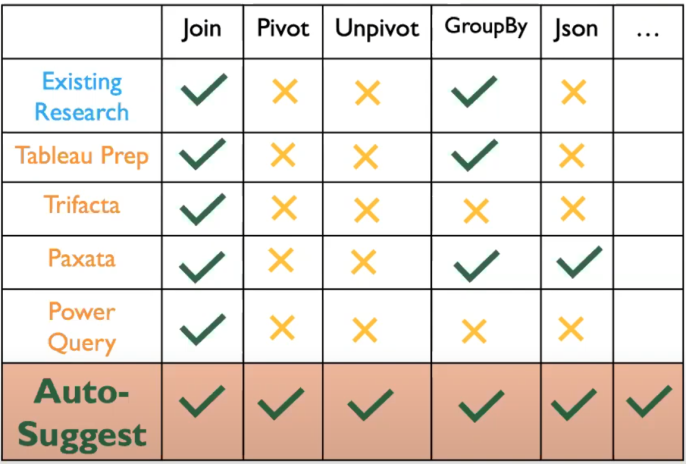 Join Pivot Unpivot GroupBy Json ...
Existing
Research
Tableau Prep
Trifacta
Paxata
Power
Query
Auto-
Suggest